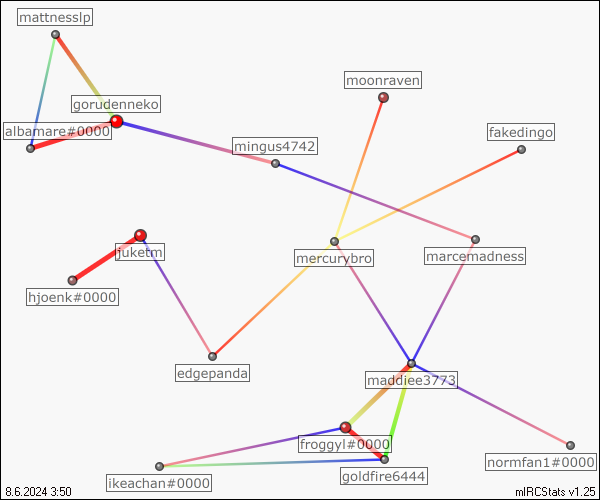 mattnesslp
moonraven
gorudenneko
albamare#0000
fakedingo
mingus4742
juketm
mercurybro
marcemadness
hjoenk#0000
edgepanda
maddiee3773
froggyl#0000
normfan1#0000
goldfire6444
ikeachan#0000
8.6.2024 3:50
mIRCStats v1.25